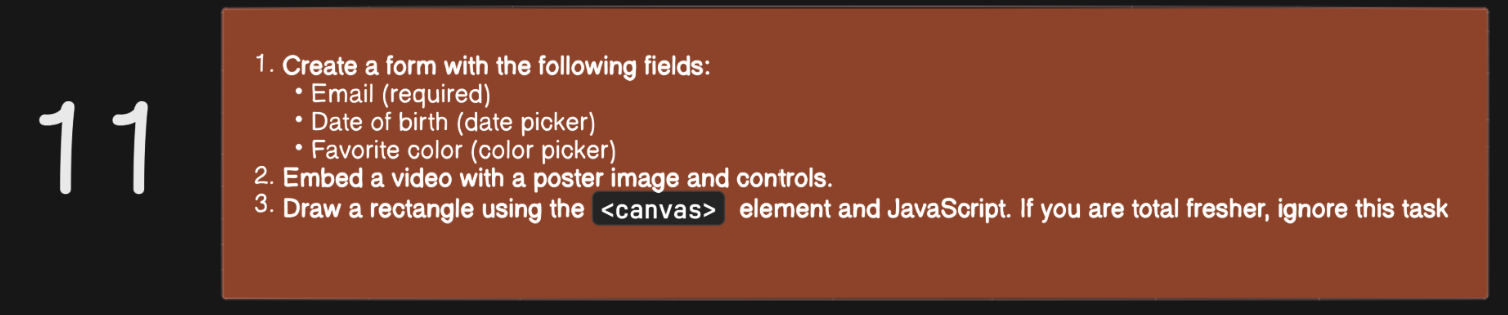 11
1. Create a form with the following fields:
• Email (required)
• Date of birth (date picker)
• Favorite color (color picker)
2. Embed a video with a poster image and controls.
3. Draw a rectangle using the <canvas> element and JavaScript. If you are total fresher, ignore this task